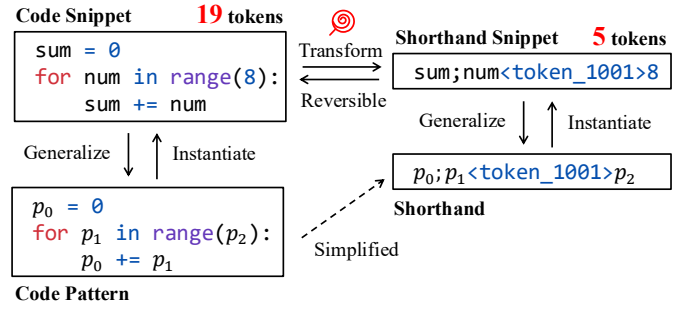 Code Snippet 19 tokens
sum = 0
for num in range(8):
sum += num
Transform
Reversible
Shorthand Snippet 5 tokens
sum;num<token_1001>8
Generalize Instantiate
Generalize Instantiate
p₀;p₁<token_1001>p₂
Shorthand
p₀ = 0
for p₁ in range(p₂):
p₀ += p₁
Simplified
Code Pattern